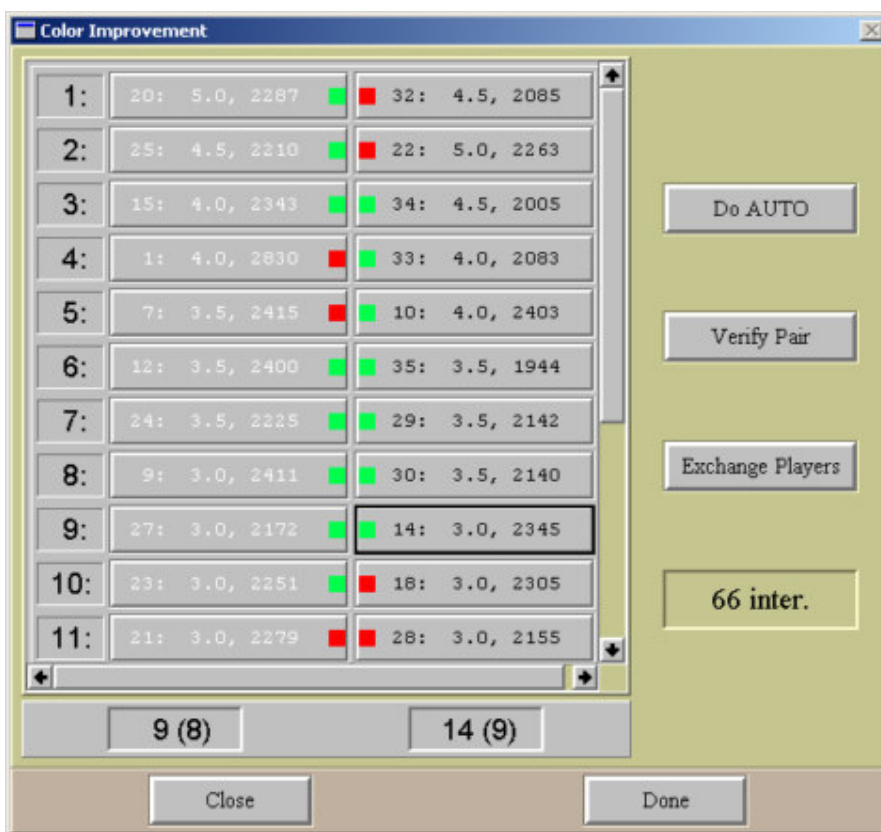 Color Improvement
1: 20: 5.0, 2287 32: 4.5, 2085
2: 25: 4.5, 2210 22: 5.0, 2263
3: 15: 4.0, 2343 34: 4.5, 2005
Do AUTO
4: 1: 4.0, 2830 33: 4.0, 2083
5: 7: 3.5, 2415 10: 4.0, 2403
Verify Pair
6: 12: 3.5, 2400 35: 3.5, 1944
7: 24: 3.5, 2225 29: 3.5, 2142
8: 9: 3.0, 2411 30: 3.5, 2140
Exchange Players
9: 27: 3.0, 2172 14: 3.0, 2345
10: 23: 3.0, 2251 18: 3.0, 2305
66 inter.
11: 21: 3.0, 2279 28: 3.0, 2155
9 (8) 14 (9)
Close Done